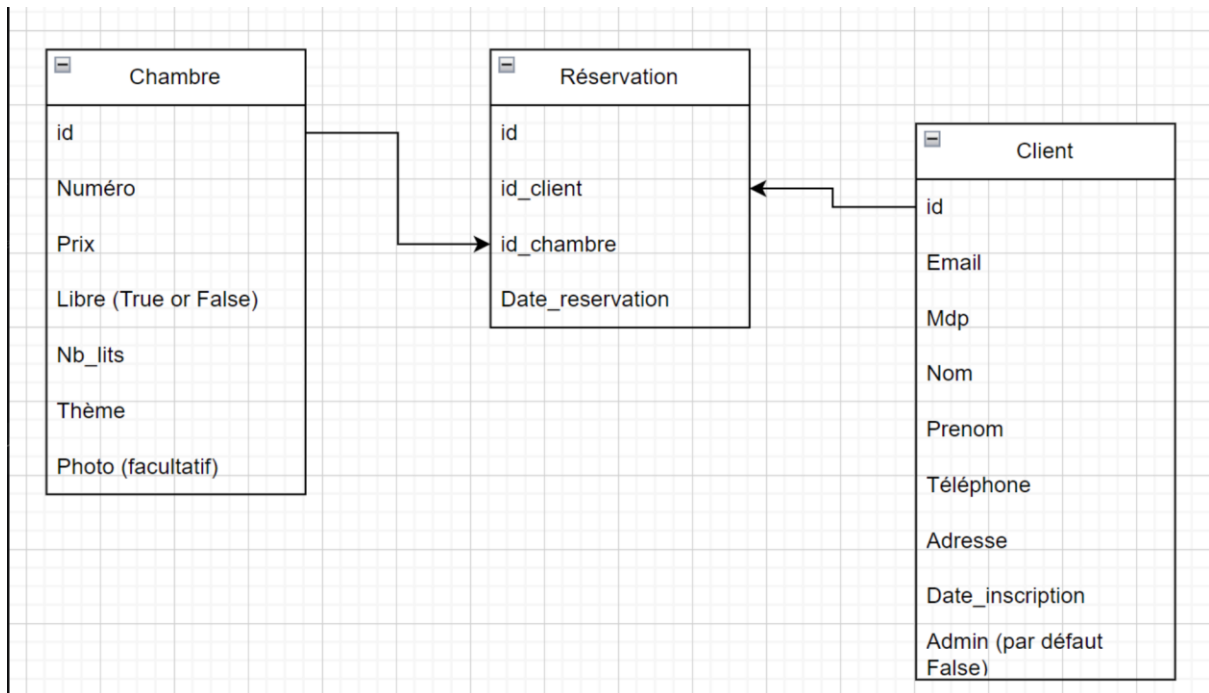 Chambre
id
Numéro
Prix
Libre (True or False)
Nb_lits
Thème
Photo (facultatif)
Réservation
id
id_client
id_chambre
Date_reservation
Client
id
Email
Mdp
Nom
Prenom
Téléphone
Adresse
Date_inscription
Admin (par défaut
False)